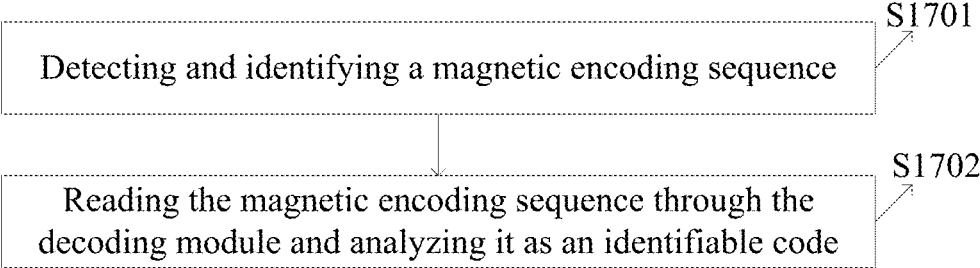 S1701
Detecting and identifying a magnetic encoding sequence
S1702
Reading the magnetic encoding sequence through the
decoding module and analyzing it as an identifiable code